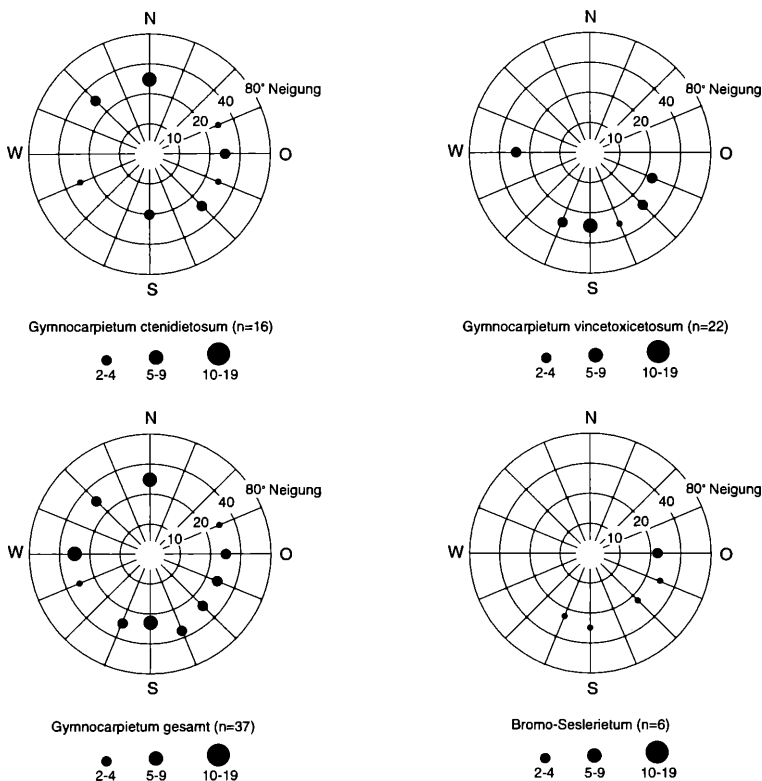 N
80° Neigung
40
20
10
W
O
S
Gymnocarpietum ctenidietosum (n=16)
2-4 5-9 10-19
N
80° Neigung
40
20
10
W
O
S
Gymnocarpietum vincetoxicetosum (n=22)
2-4 5-9 10-19
N
80° Neigung
40
20
10
W
O
S
Gymnocarpietum gesamt (n=37)
2-4 5-9 10-19
N
80° Neigung
40
20
10
W
O
S
Bromo-Seslerietum (n=6)
2-4 5-9 10-19